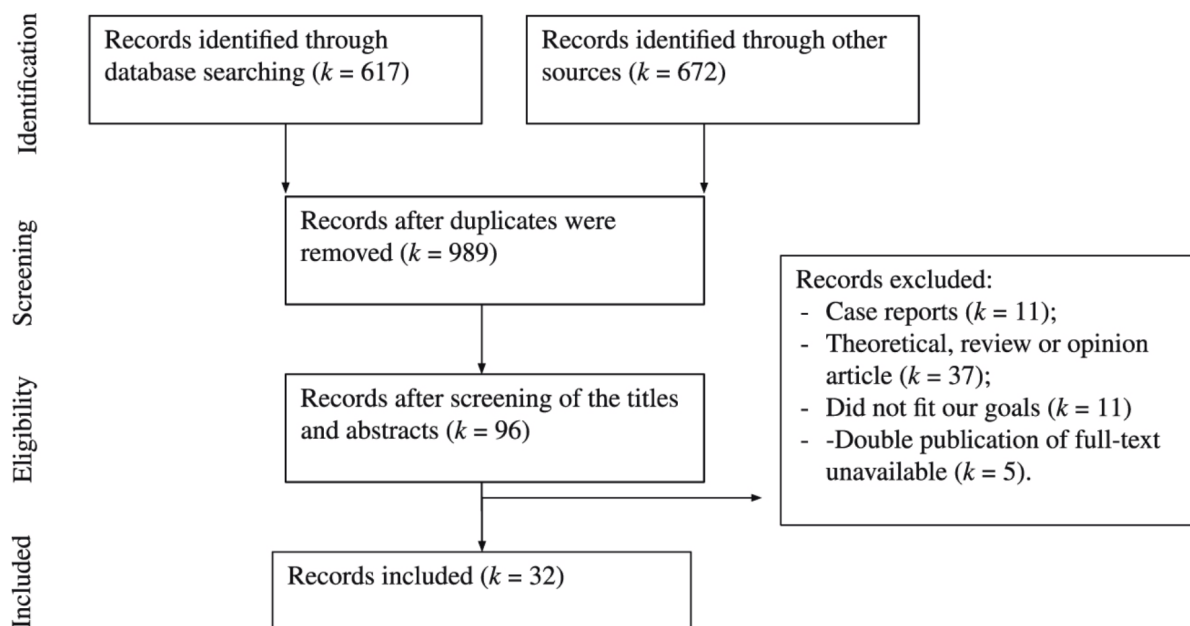 Identification
Records identified through
database searching (k = 617)
Records identified through other
sources (k = 672)
Screening
Records after duplicates were
removed (k = 989)
Records excluded:
- Case reports (k = 11);
- Theoretical, review or opinion
article (k = 37);
- Did not fit our goals (k = 11)
- -Double publication of full-text
unavailable (k = 5).
Eligibility
Records after screening of the titles
and abstracts (k = 96)
Included
Records included (k = 32)